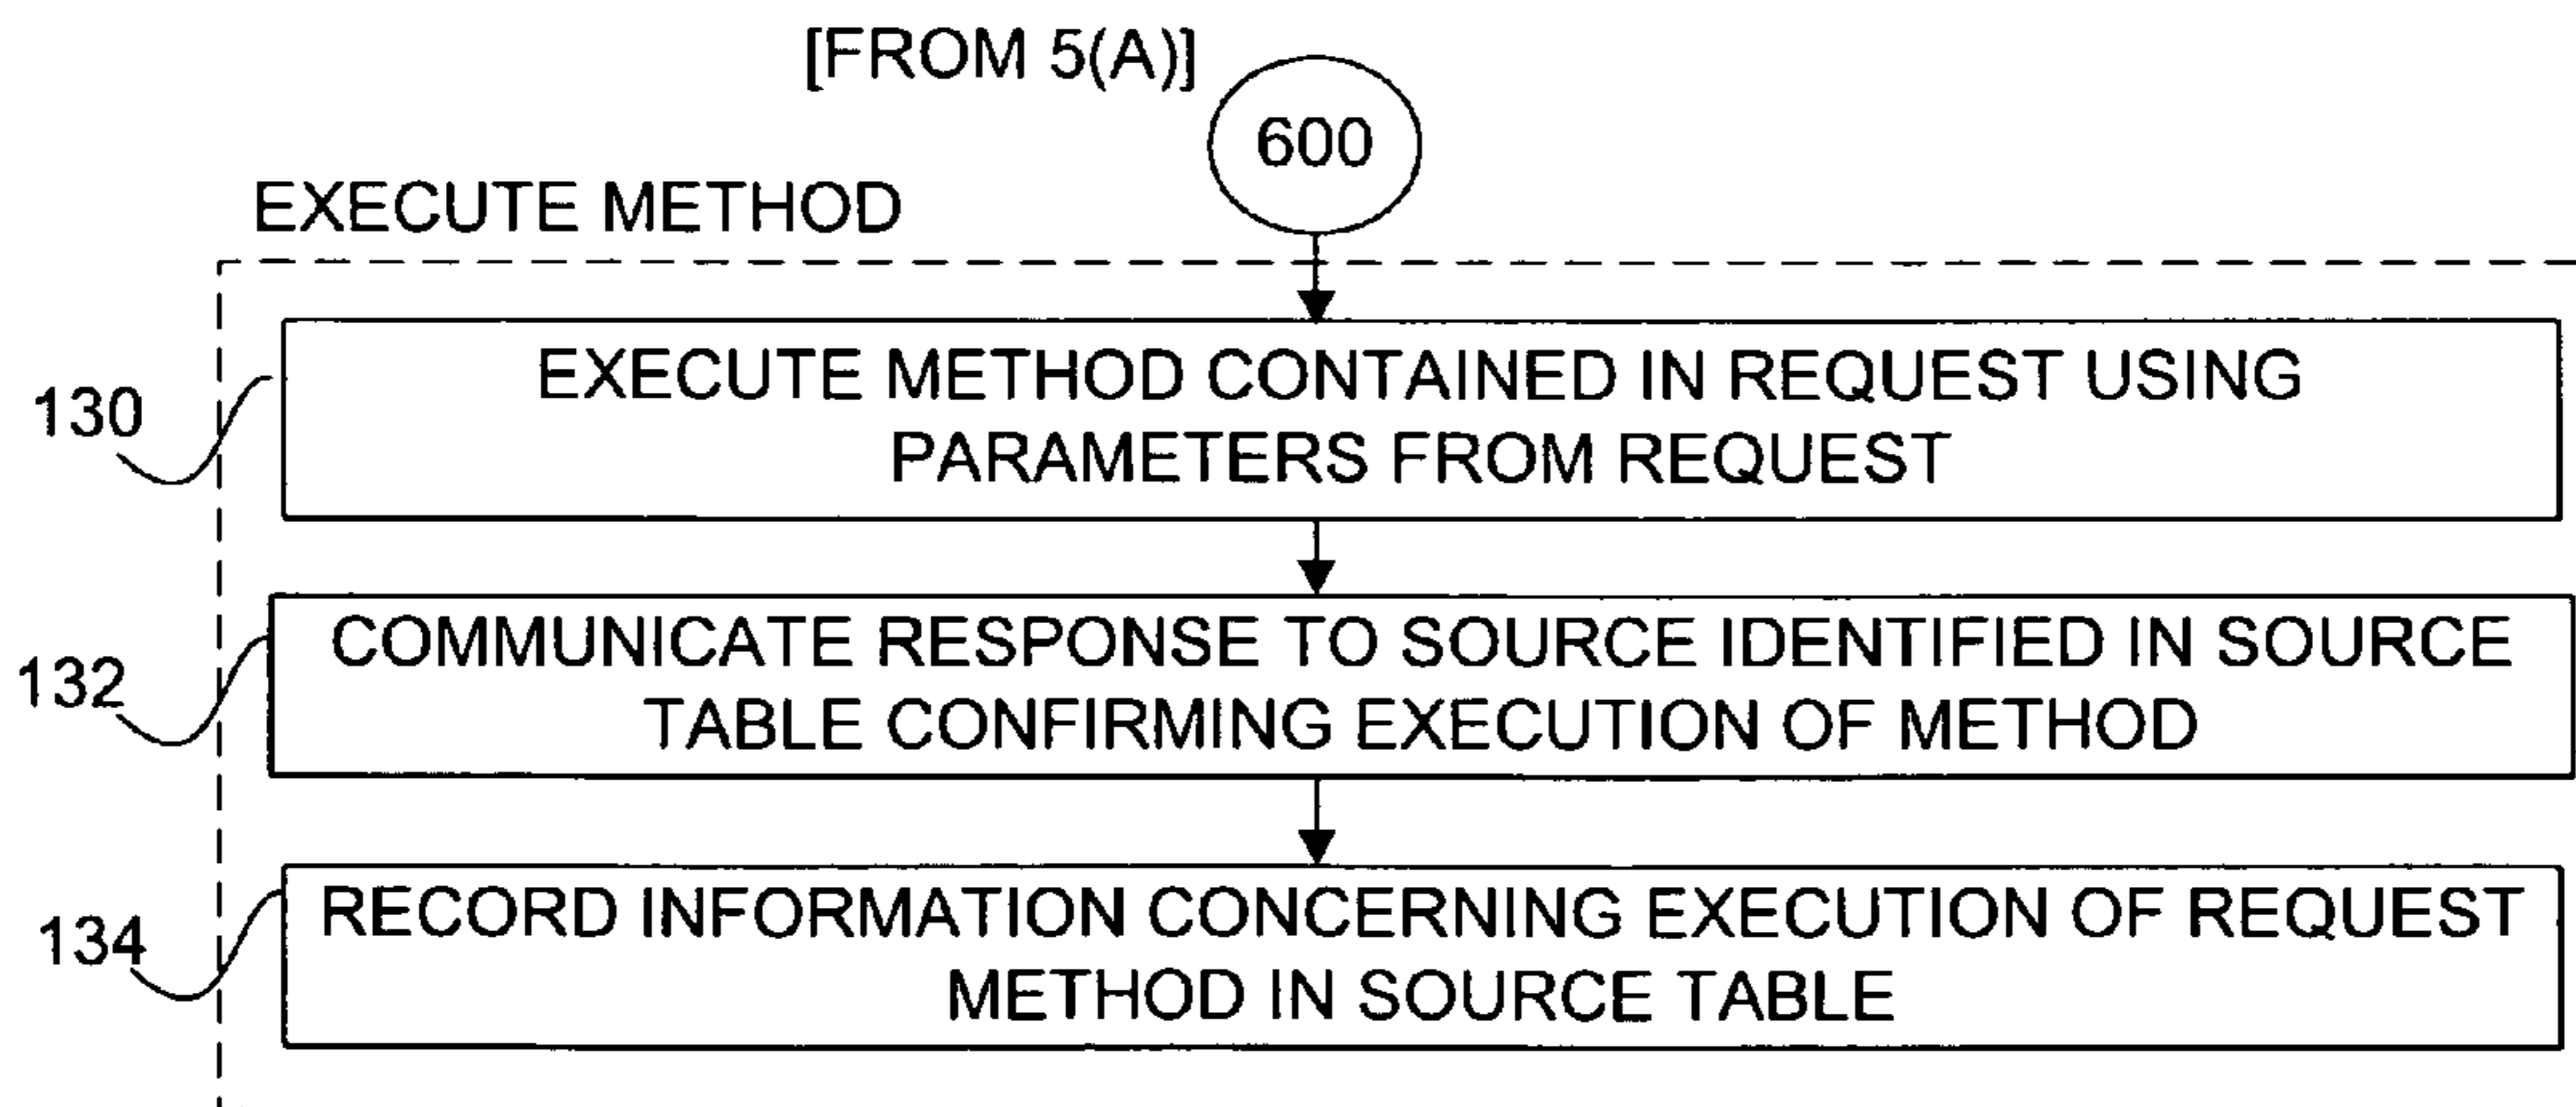 [FROM 5(A)]
600
EXECUTE METHOD
130
EXECUTE METHOD CONTAINED IN REQUEST USING
PARAMETERS FROM REQUEST
132
COMMUNICATE RESPONSE TO SOURCE IDENTIFIED IN SOURCE
TABLE CONFIRMING EXECUTION OF METHOD
134
RECORD INFORMATION CONCERNING EXECUTION OF REQUEST
METHOD IN SOURCE TABLE